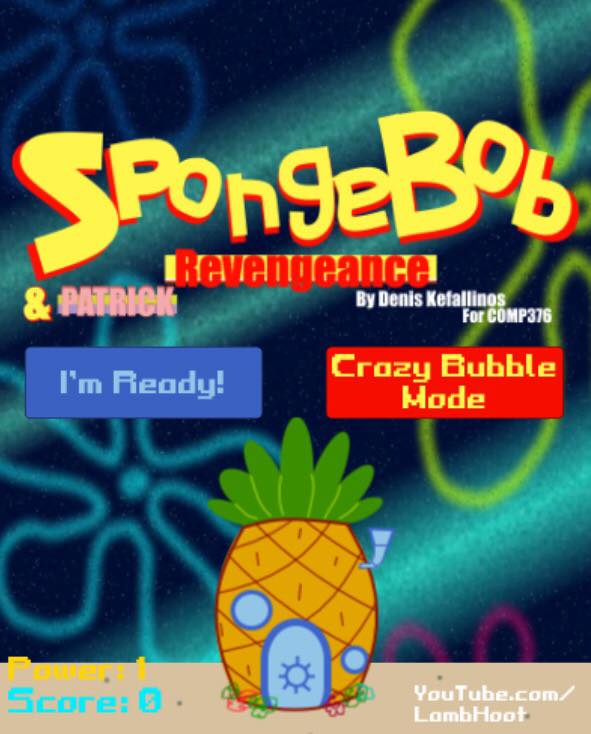 SpongeBob
Revengeance
& PATRICK
By Denis Kefallinos
For COMP376
I'm Ready!
Crazy Bubble
Mode
Power: 1
Score: 0
YouTube.com/
LambHoot